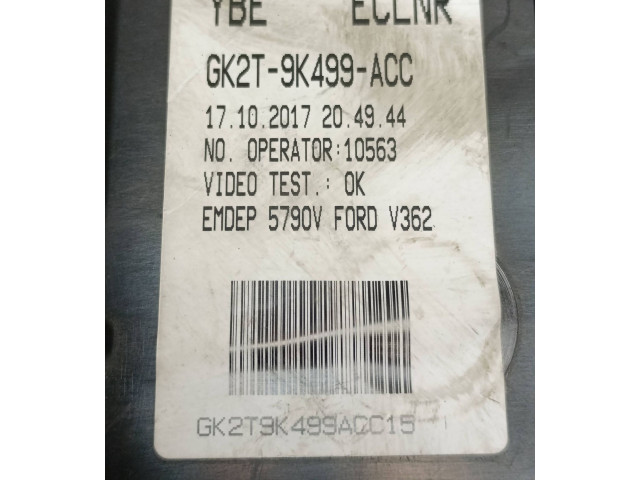 YBE ECLNR
GK2T-9K499-ACC
17.10.2017 20.49.44
NO. OPERATOR:10563
VIDEO TEST.: OK
EMDEP 5790V FORD V362
GK2T9K499ACC15